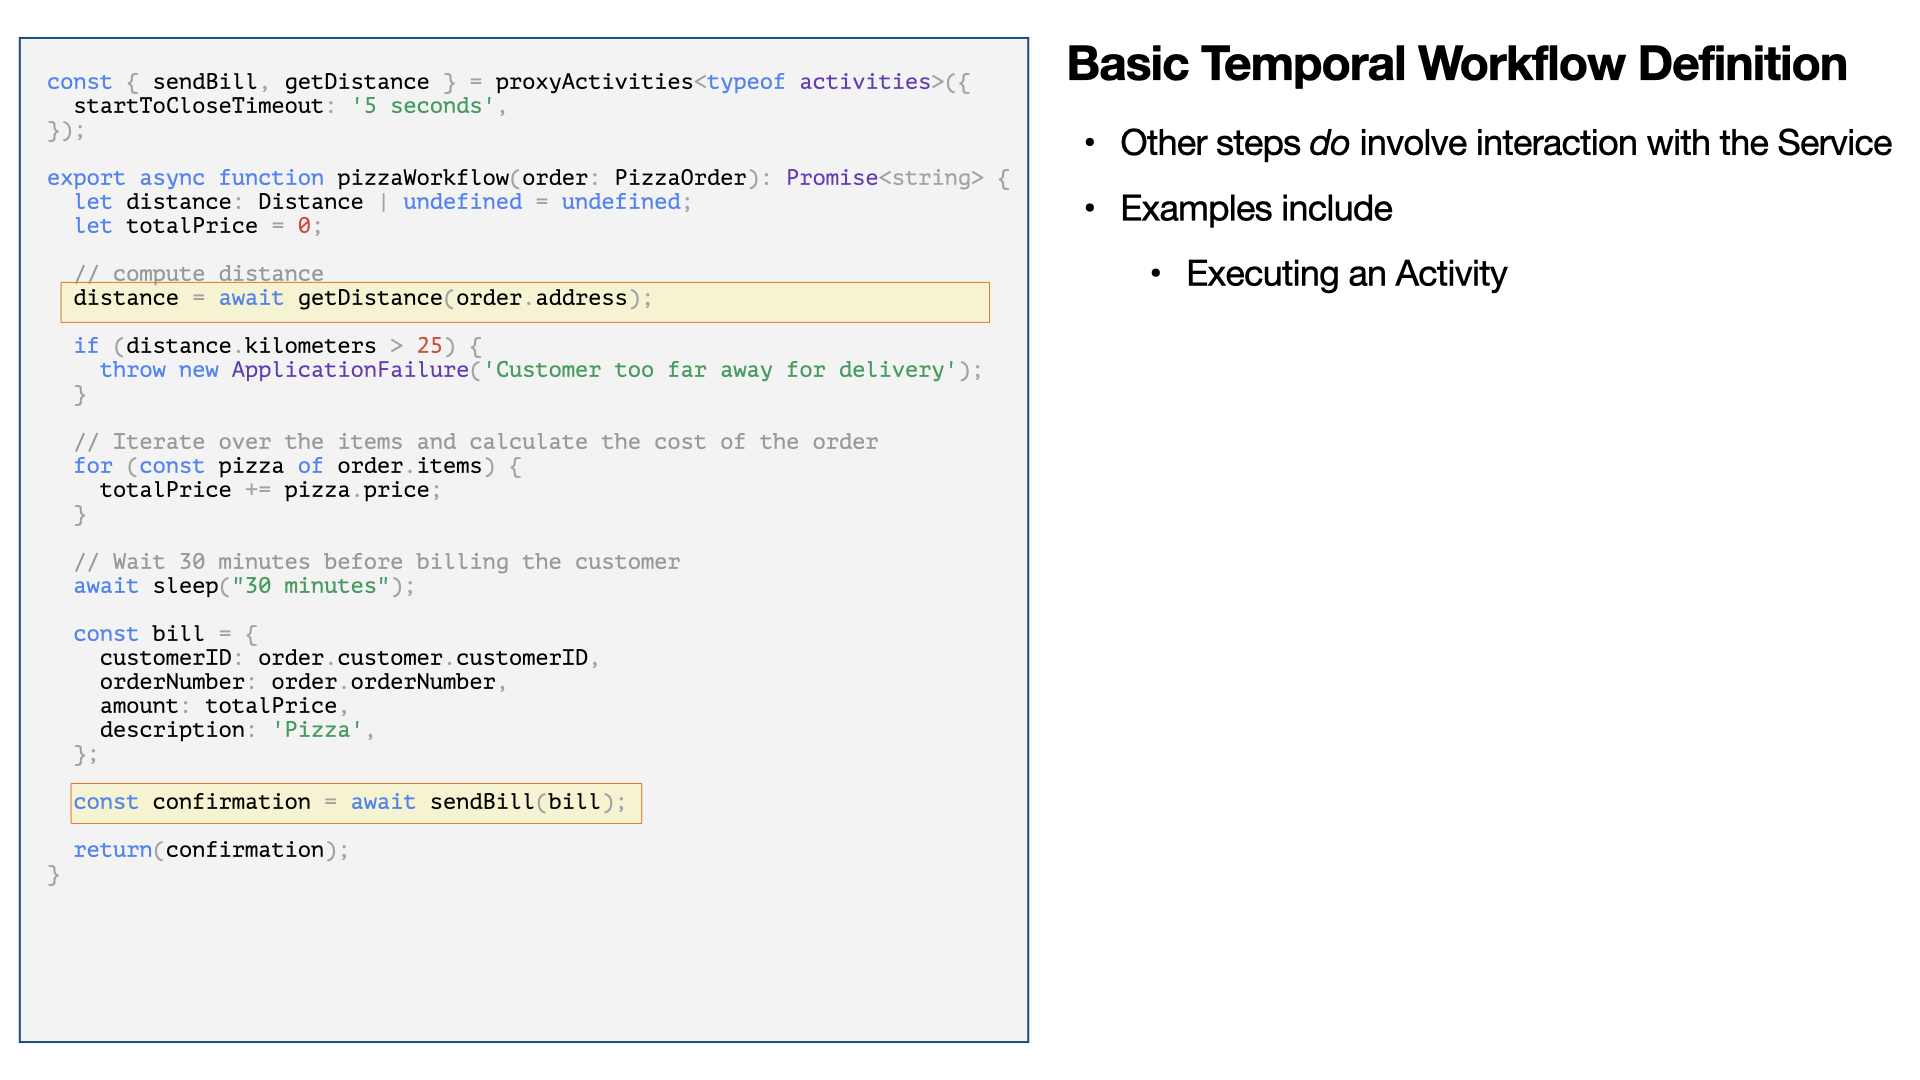 const { sendBill, getDistance } = proxyActivities<typeof activities>({
  startToCloseTimeout: '5 seconds',
});

export async function pizzaWorkflow(order: PizzaOrder): Promise<string> {
  let distance: Distance | undefined = undefined;
  let totalPrice = 0;

  // compute distance
  distance = await getDistance(order.address);

  if (distance.kilometers > 25) {
    throw new ApplicationFailure('Customer too far away for delivery');
  }

  // Iterate over the items and calculate the cost of the order
  for (const pizza of order.items) {
    totalPrice += pizza.price;
  }

  // Wait 30 minutes before billing the customer
  await sleep("30 minutes");

  const bill = {
    customerID: order.customer.customerID,
    orderNumber: order.orderNumber,
    amount: totalPrice,
    description: 'Pizza',
  };

  const confirmation = await sendBill(bill);

  return(confirmation);
}
Basic Temporal Workflow Definition
• Other steps do involve interaction with the Service
• Examples include
• Executing an Activity